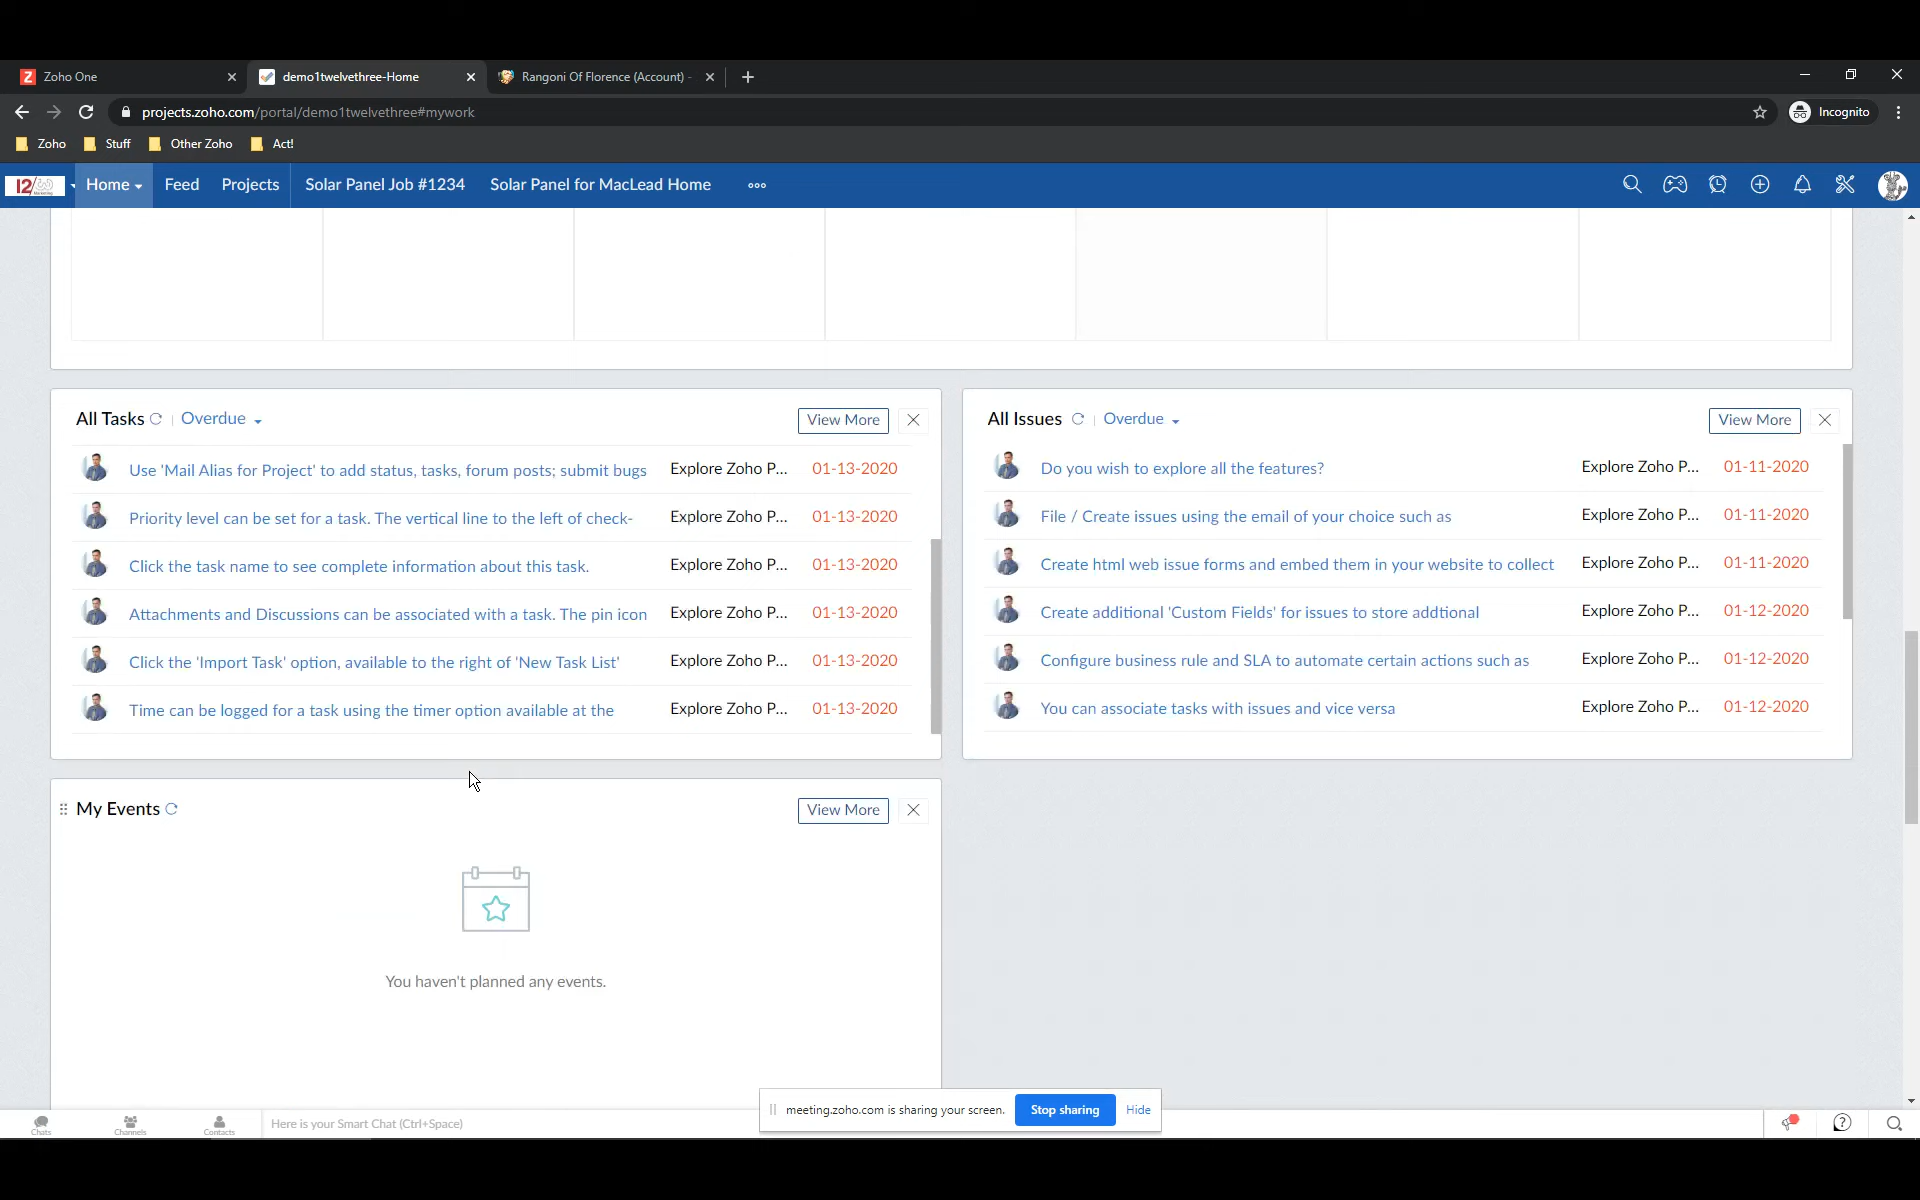 Zoho One
demo1twelvethree-Home
Rangoni Of Florence (Account) -
projects.zoho.com/portal/demo1twelvethree#mywork
Incognito
Zoho
Stuff
Other Zoho
Act!
12/
Home
Feed
Projects
Solar Panel Job #1234
Solar Panel for MacLead Home
All Tasks
Overdue
View More
Use 'Mail Alias for Project' to add status, tasks, forum posts; submit bugs Explore Zoho P... 01-13-2020
Priority level can be set for a task. The vertical line to the left of check- Explore Zoho P... 01-13-2020
Click the task name to see complete information about this task. Explore Zoho P... 01-13-2020
Attachments and Discussions can be associated with a task. The pin icon Explore Zoho P... 01-13-2020
Click the 'Import Task' option, available to the right of 'New Task List' Explore Zoho P... 01-13-2020
Time can be logged for a task using the timer option available at the Explore Zoho P... 01-13-2020
All Issues
Overdue
View More
Do you wish to explore all the features? Explore Zoho P... 01-11-2020
File / Create issues using the email of your choice such as Explore Zoho P... 01-11-2020
Create html web issue forms and embed them in your website to collect Explore Zoho P... 01-11-2020
Create additional 'Custom Fields' for issues to store addtional Explore Zoho P... 01-12-2020
Configure business rule and SLA to automate certain actions such as Explore Zoho P... 01-12-2020
You can associate tasks with issues and vice versa Explore Zoho P... 01-12-2020
My Events
View More
You haven't planned any events.
meeting.zoho.com is sharing your screen.
Stop sharing
Hide
Chats
Channels
Contacts
Here is your Smart Chat (Ctrl+Space)